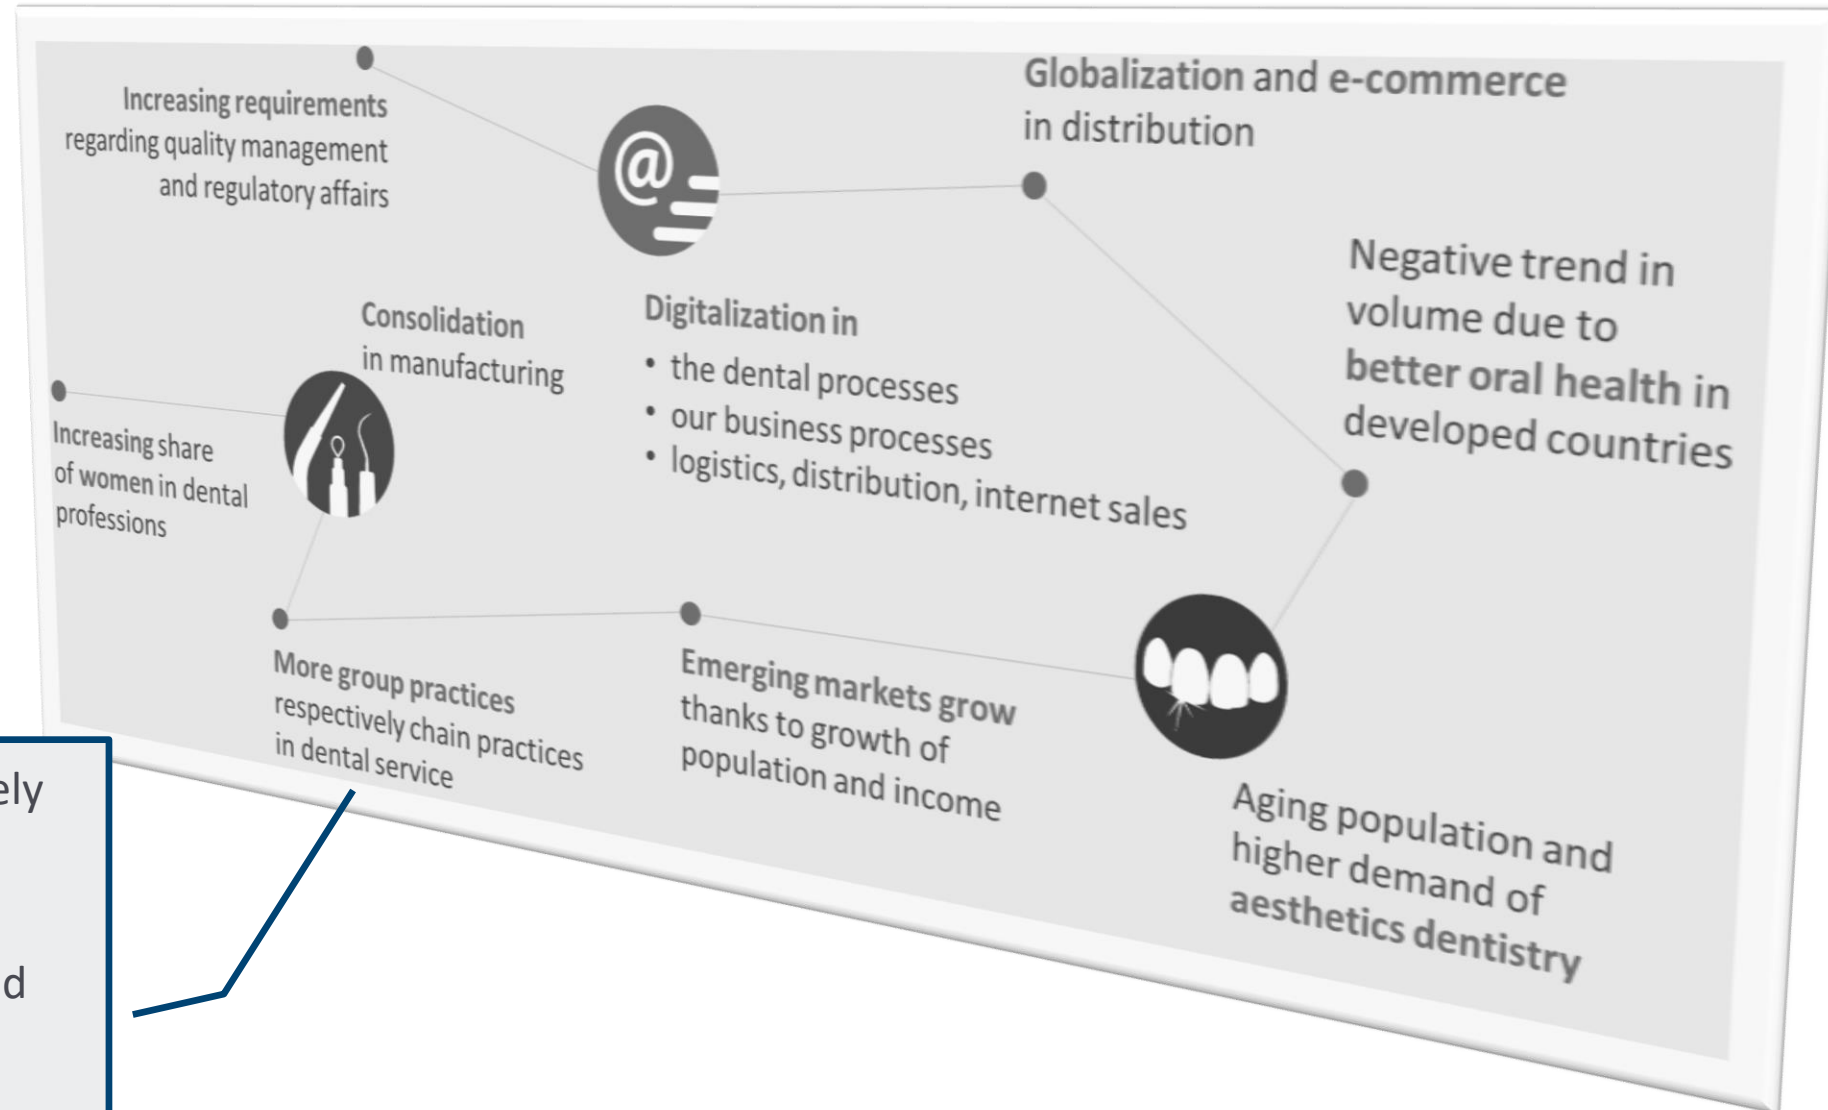 Increasing requirements
regarding quality management
and regulatory affairs
@
Globalization and e-commerce
in distribution
Negative trend in
volume due to
better oral health in
developed countries
Consolidation
in manufacturing
Digitalization in
• the dental processes
• our business processes
• logistics, distribution, internet sales
Increasing share
of women in dental
professions
More group practices
respectively chain practices
in dental service
Emerging markets grow
thanks to growth of
population and income
Aging population and
higher demand of
aesthetics dentistry
ely
d